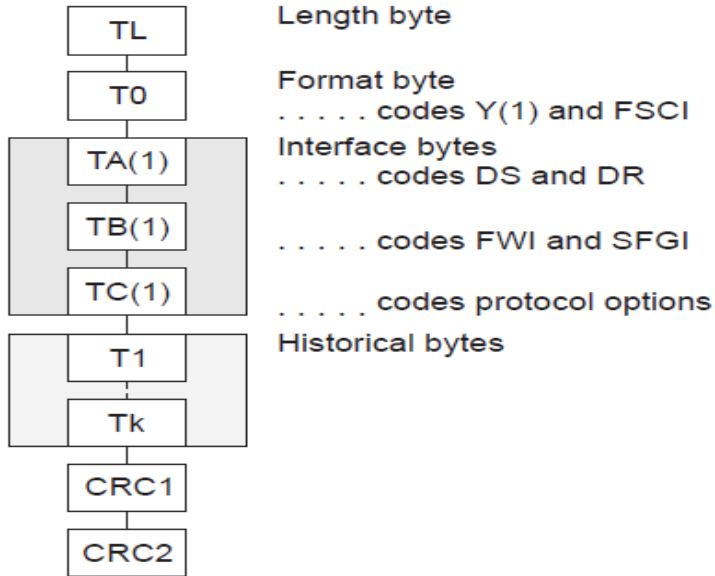 TL Length byte
T0 Format byte
. . . . . codes Y(1) and FSCI
Interface bytes
TA(1) . . . . . codes DS and DR
TB(1) . . . . . codes FWI and SFGI
TC(1) . . . . . codes protocol options
T1 Historical bytes
Tk
CRC1
CRC2